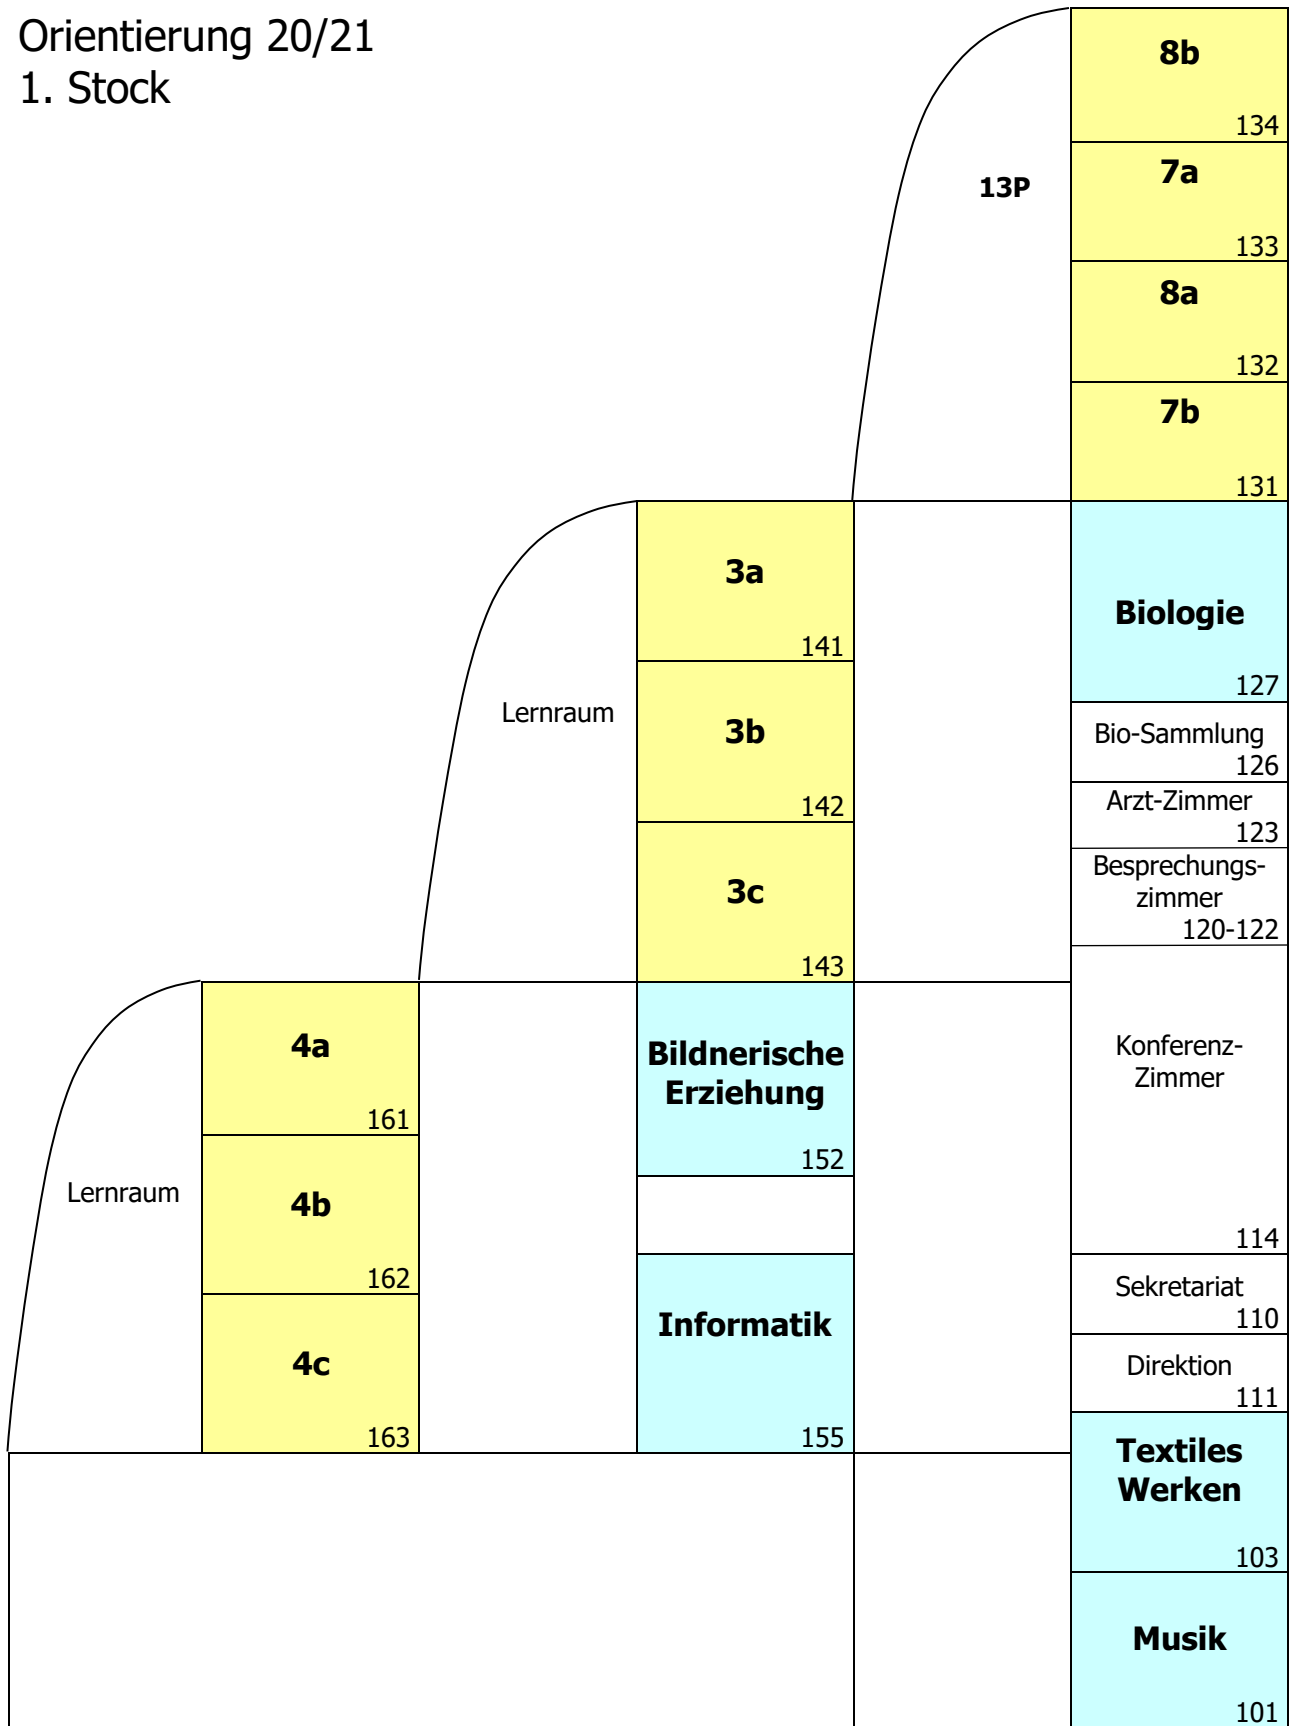 Orientierung 20/21
1. Stock
8b
134
7a
133
13P
8a
132
7b
131
3a
141
Lernraum
3b
142
3c
143
Biologie
127
Bio-Sammlung
126
Arzt-Zimmer
123
Besprechungs-
zimmer
120-122
4a
161
Lernraum
4b
162
4c
163
Bildnerische
Erziehung
152
Informatik
155
Konferenz-
Zimmer
114
Sekretariat
110
Direktion
111
Textiles
Werken
103
Musik
101